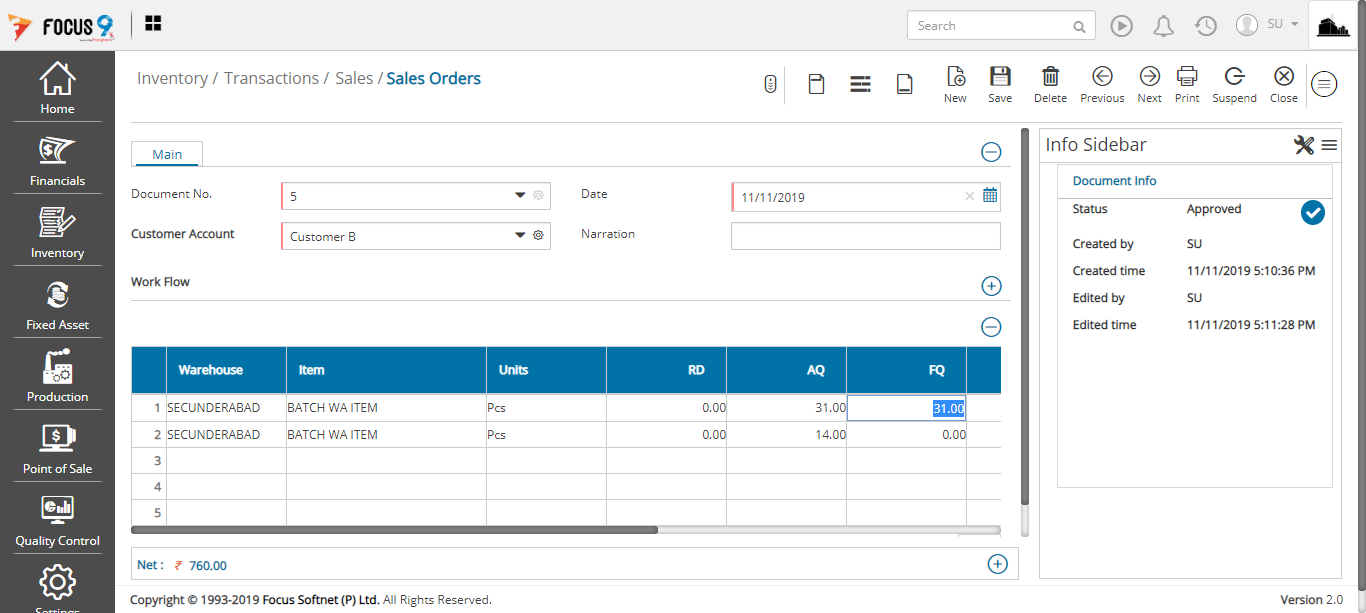 FOCUS 9
Search
SU
Home
Financials
Inventory
Fixed Asset
Production
Point of Sale
Quality Control
Settings
Inventory / Transactions / Sales / Sales Orders
New Save Delete Previous Next Print Suspend Close
Main
Document No. 5 Date 11/11/2019
Customer Account Customer B Narration
Work Flow
Warehouse Item Units RD AQ FQ
1 SECUNDERABAD BATCH WA ITEM Pcs 0.00 31.00 31.00
2 SECUNDERABAD BATCH WA ITEM Pcs 0.00 14.00 0.00
3
4
5
Net : ₹ 760.00
Info Sidebar
Document Info
Status Approved
Created by SU
Created time 11/11/2019 5:10:36 PM
Edited by SU
Edited time 11/11/2019 5:11:28 PM
Copyright © 1993-2019 Focus Softnet (P) Ltd. All Rights Reserved. Version 2.0